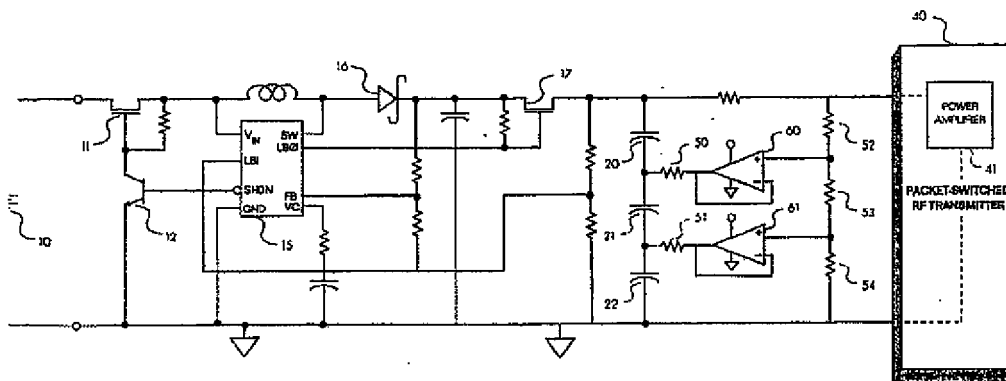 40
16
17
11
V IN
SW
LBI
LBO
SHDN
FB
GND
VC
12
15
10
20
50
60
21
51
61
22
52
53
54
POWER
AMPLIFIER
41
PACKET-SWITCHED
RF TRANSMITTER